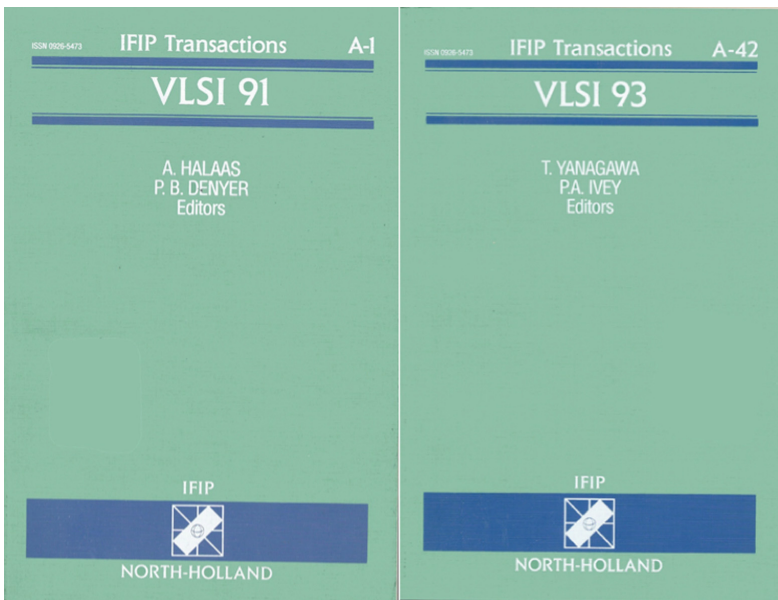 ISSN 0926-5473 IFIP Transactions A-1
VLSI 91
A. HALAAS
P. B. DENYER
Editors
IFIP
NORTH-HOLLAND
ISSN 0926-5473 IFIP Transactions A-42
VLSI 93
T. YANAGAWA
P.A. IVEY
Editors
IFIP
NORTH-HOLLAND